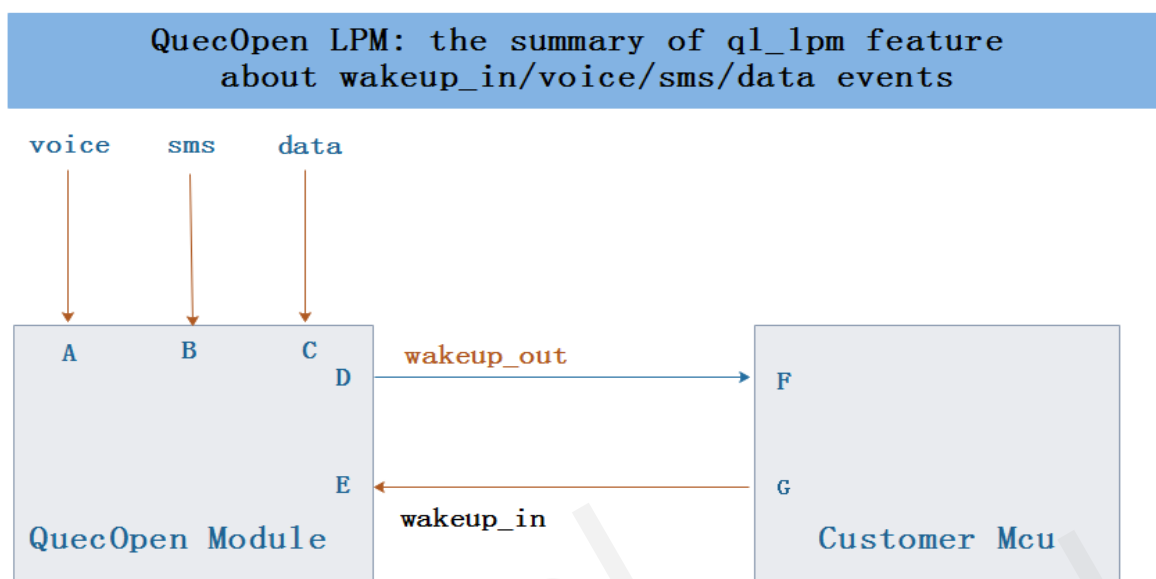 QuecOpen LPM: the summary of ql_lpm feature
about wakeup_in/voice/sms/data events
voice sms data
A B C
D wakeup_out F
E G
wakeup_in
QuecOpen Module Customer Mcu